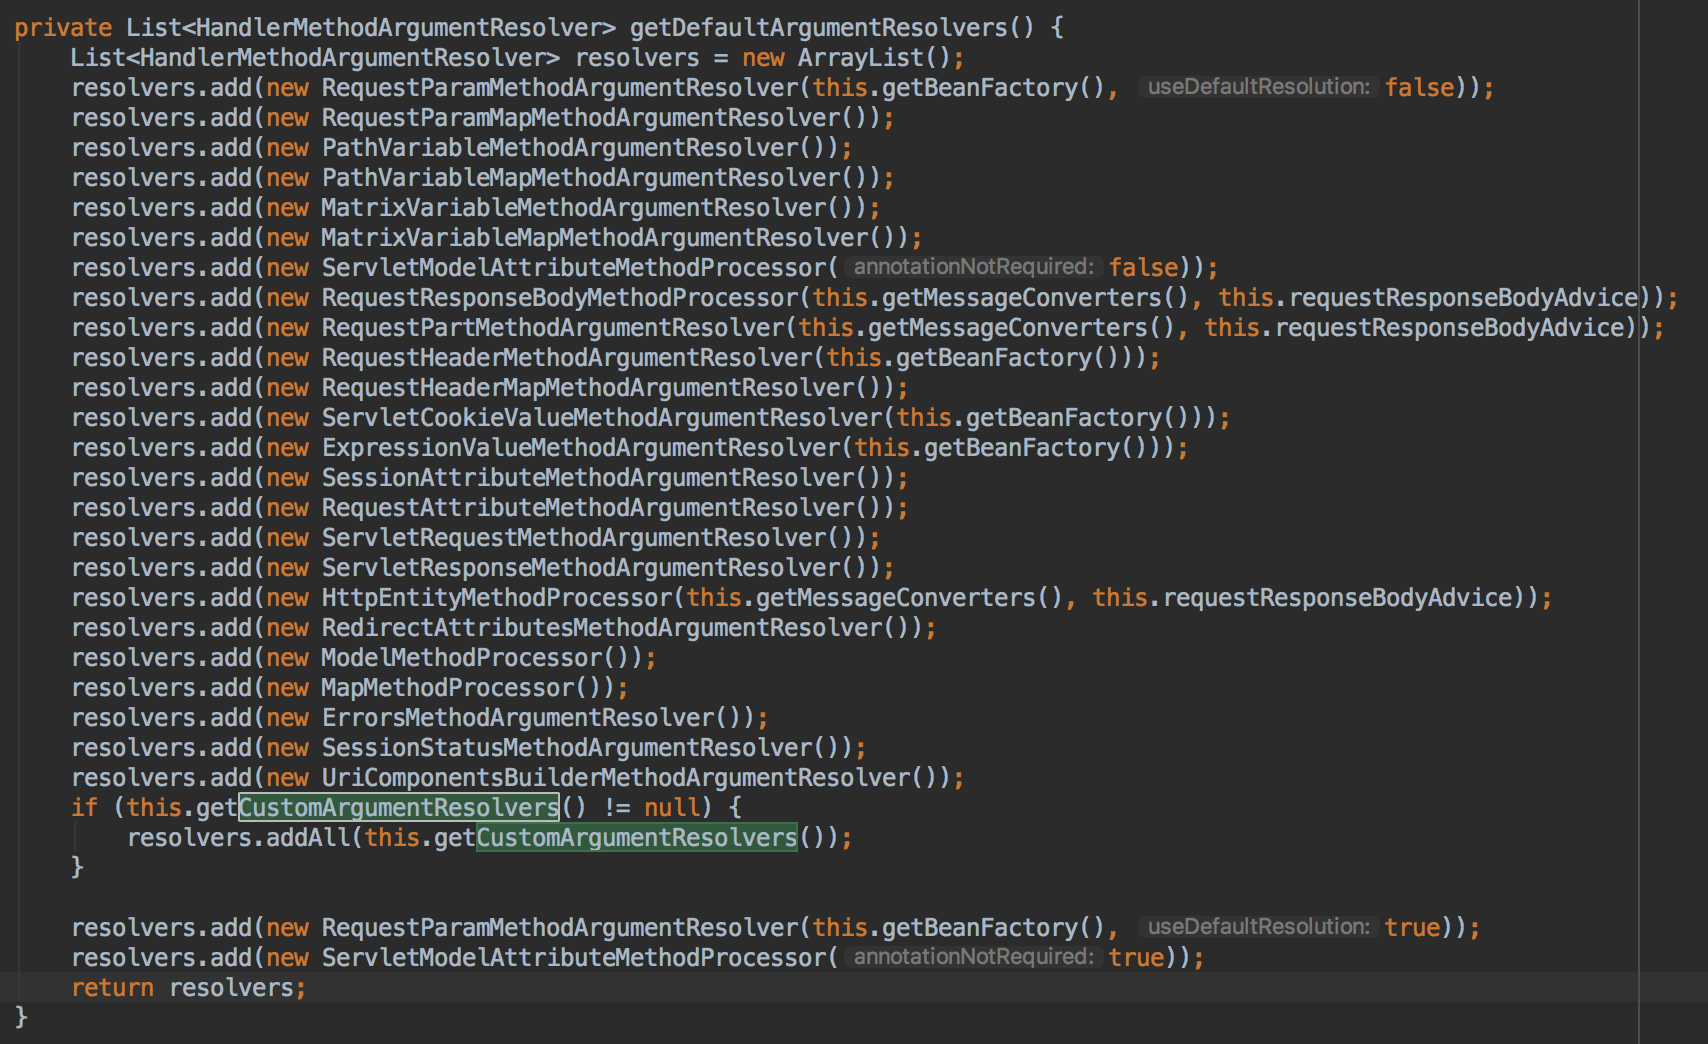 private List<HandlerMethodArgumentResolver> getDefaultArgumentResolvers() {
    List<HandlerMethodArgumentResolver> resolvers = new ArrayList();
    resolvers.add(new RequestParamMethodArgumentResolver(this.getBeanFactory(), useDefaultResolution: false));
    resolvers.add(new RequestParamMapMethodArgumentResolver());
    resolvers.add(new PathVariableMethodArgumentResolver());
    resolvers.add(new PathVariableMapMethodArgumentResolver());
    resolvers.add(new MatrixVariableMethodArgumentResolver());
    resolvers.add(new MatrixVariableMapMethodArgumentResolver());
    resolvers.add(new ServletModelAttributeMethodProcessor( annotationNotRequired: false));
    resolvers.add(new RequestResponseBodyMethodProcessor(this.getMessageConverters(), this.requestResponseBodyAdvice));
    resolvers.add(new RequestPartMethodArgumentResolver(this.getMessageConverters(), this.requestResponseBodyAdvice));
    resolvers.add(new RequestHeaderMethodArgumentResolver(this.getBeanFactory()));
    resolvers.add(new RequestHeaderMapMethodArgumentResolver());
    resolvers.add(new ServletCookieValueMethodArgumentResolver(this.getBeanFactory()));
    resolvers.add(new ExpressionValueMethodArgumentResolver(this.getBeanFactory()));
    resolvers.add(new SessionAttributeMethodArgumentResolver());
    resolvers.add(new RequestAttributeMethodArgumentResolver());
    resolvers.add(new ServletRequestMethodArgumentResolver());
    resolvers.add(new ServletResponseMethodArgumentResolver());
    resolvers.add(new HttpEntityMethodProcessor(this.getMessageConverters(), this.requestResponseBodyAdvice));
    resolvers.add(new RedirectAttributesMethodArgumentResolver());
    resolvers.add(new ModelMethodProcessor());
    resolvers.add(new MapMethodProcessor());
    resolvers.add(new ErrorsMethodArgumentResolver());
    resolvers.add(new SessionStatusMethodArgumentResolver());
    resolvers.add(new UriComponentsBuilderMethodArgumentResolver());
    if (this.getCustomArgumentResolvers() != null) {
        resolvers.addAll(this.getCustomArgumentResolvers());
    }

    resolvers.add(new RequestParamMethodArgumentResolver(this.getBeanFactory(), useDefaultResolution: true));
    resolvers.add(new ServletModelAttributeMethodProcessor( annotationNotRequired: true));
    return resolvers;
}